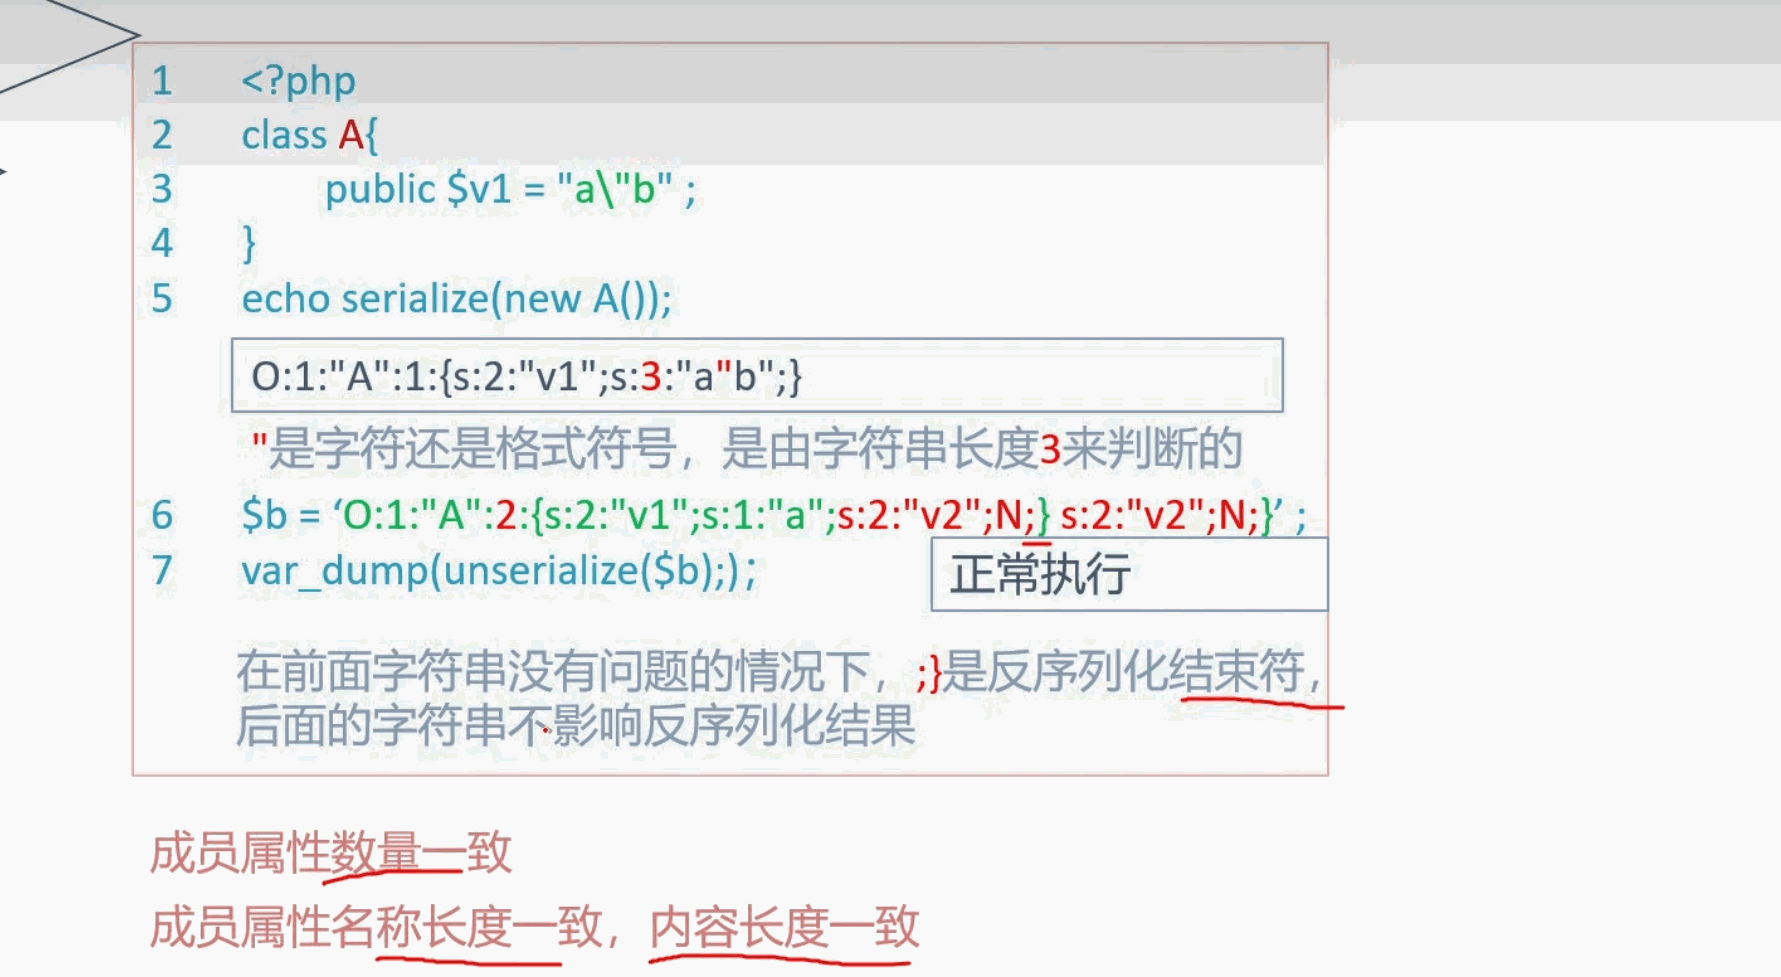 1 <?php
2 class A{
3 public $v1 = "a\"b" ;
4 }
5 echo serialize(new A());
O:1:"A":1:{s:2:"v1";s:3:"a"b";}
"是字符还是格式符号，是由字符串长度3来判断的
6 $b = ‘O:1:"A":2:{s:2:"v1";s:1:"a";s:2:"v2";N;} s:2:"v2";N;}’ ;
7 var_dump(unserialize($b););
正常执行
在前面字符串没有问题的情况下，;}是反序列化结束符，
后面的字符串不影响反序列化结果
成员属性数量一致
成员属性名称长度一致，内容长度一致